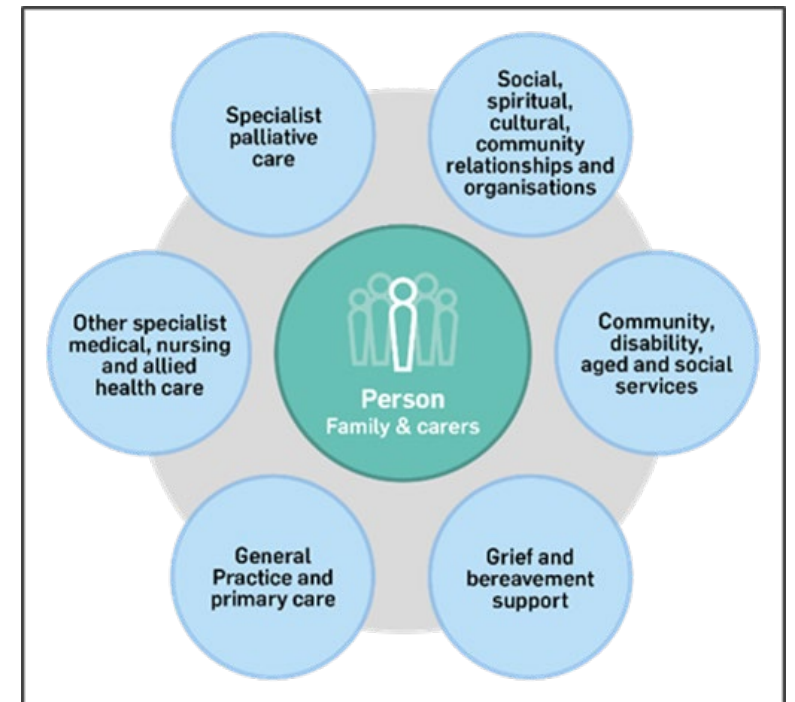 Specialist
palliative
care
Social,
spiritual,
cultural,
community
relationships and
organisations
Other specialist
medical, nursing
and allied
health care
Person
Family & carers
Community,
disability,
aged and social
services
General
Practice and
primary care
Grief and
bereavement
support